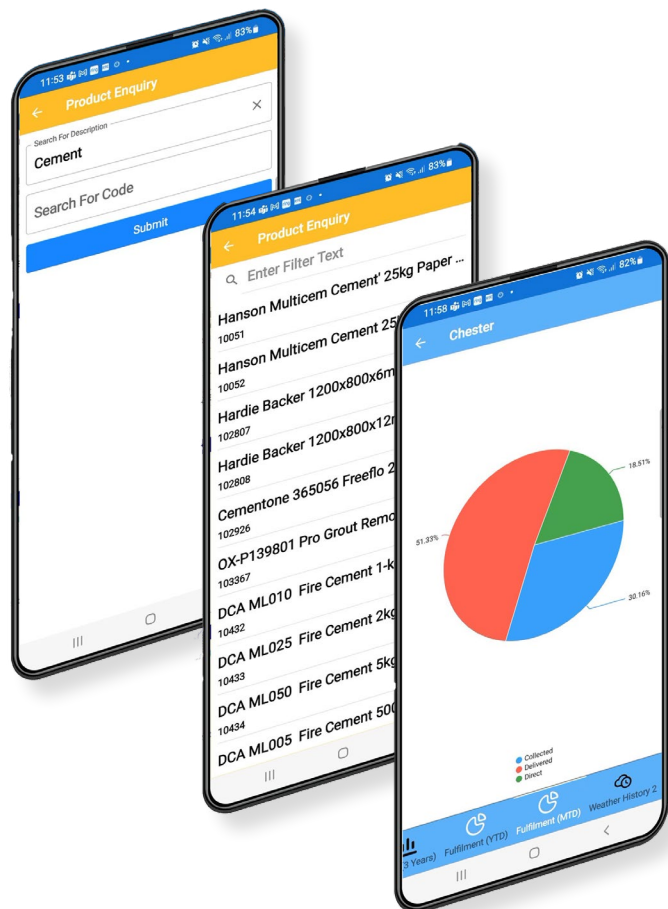 11:53
83%
Product Enquiry
Search For Description
Cement
Search For Code
Submit
11:54
83%
Product Enquiry
Enter Filter Text
Hanson Multicem Cement' 25kg Paper ...
10051
Hanson Multicem Cement 25
10052
Hardie Backer 1200x800x6m
102807
Hardie Backer 1200x800x12
102808
Cementone 365056 Freeflo 2
102926
OX-P139801 Pro Grout Remo
103367
DCA ML010 Fire Cement 1-k
10432
DCA ML025 Fire Cement 2kg
10433
DCA ML050 Fire Cement 5kg
10434
DCA ML005 Fire Cement 500
11:58
82%
Chester
18.51%
51.33%
30.16%
Collected
Delivered
Direct
3 Years)
Fulfilment (YTD)
Fulfilment (MTD)
Weather History 2